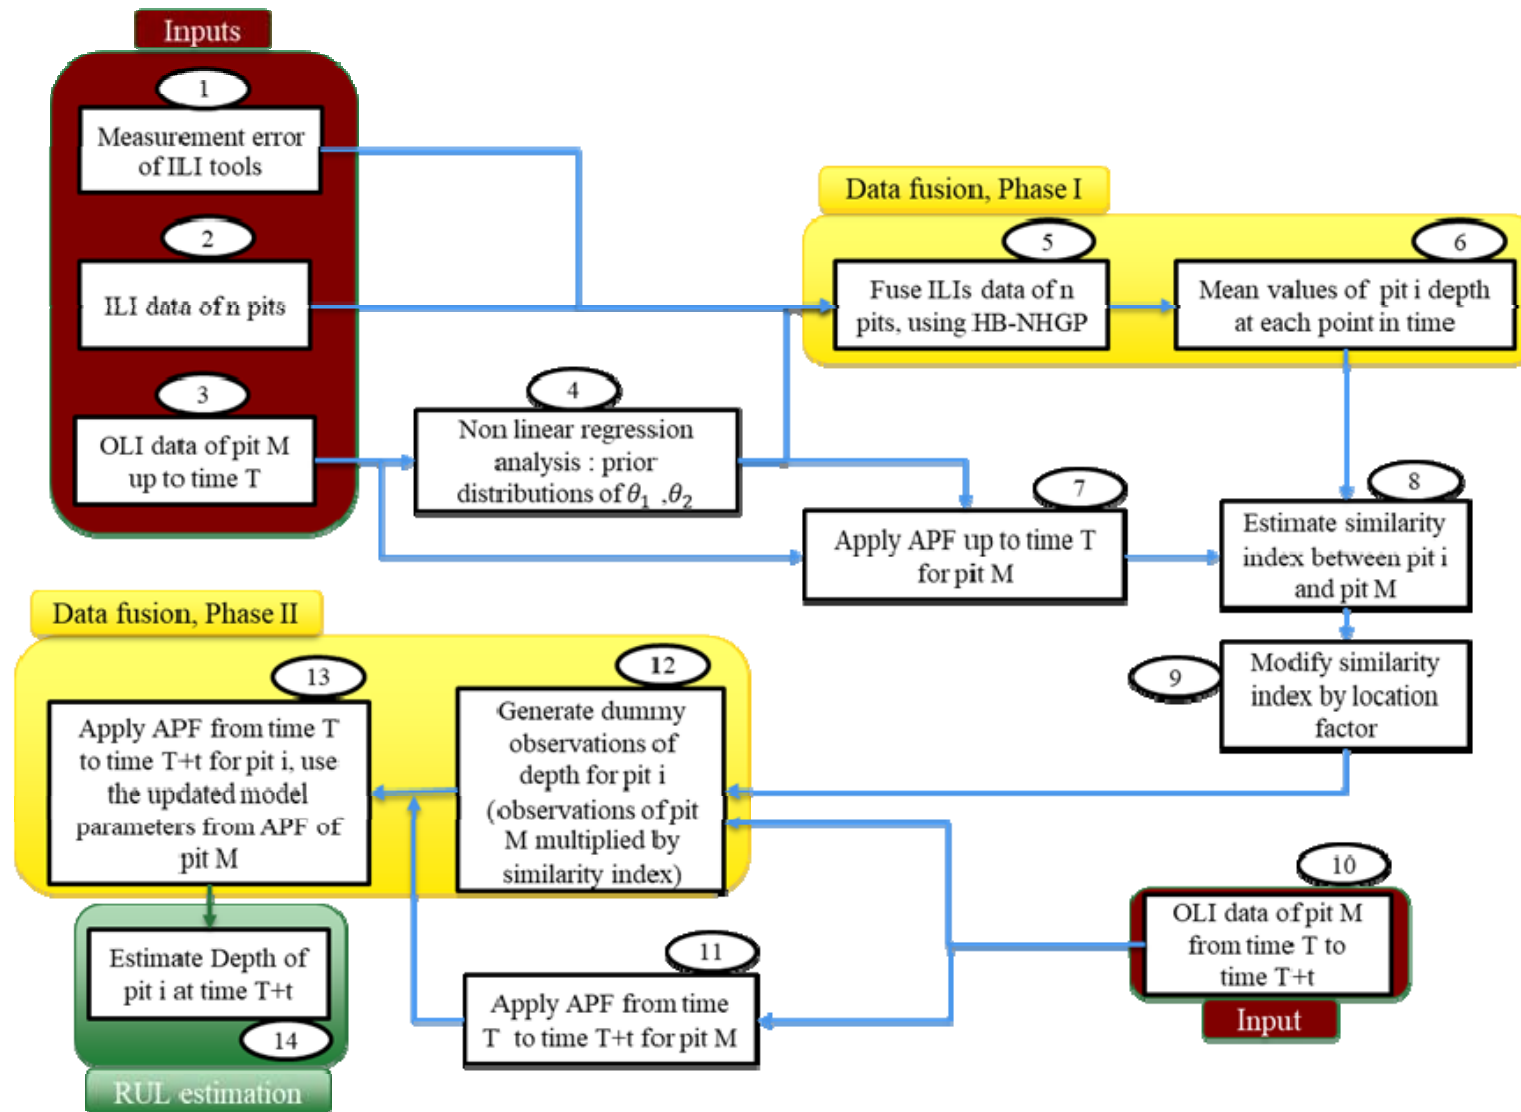 Inputs
1
Measurement error
of ILI tools
2
ILI data of n pits
3
OLI data of pit M
up to time T
4
Non linear regression
analysis : prior
distributions of θ₁ ,θ₂
Data fusion, Phase I
5
Fuse ILIs data of n
pits, using HB-NHGP
6
Mean values of pit i depth
at each point in time
7
Apply APF up to time T
for pit M
8
Estimate similarity
index between pit i
and pit M
9
Modify similarity
index by location
factor
Data fusion, Phase II
13
Apply APF from time T
to time T+t for pit i, use
the updated model
parameters from APF of
pit M
12
Generate dummy
observations of
depth for pit i
(observations of pit
M multiplied by
similarity index)
10
OLI data of pit M
from time T to
time T+t
Input
11
Apply APF from time
T to time T+t for pit M
Estimate Depth of
pit i at time T+t
14
RUL estimation